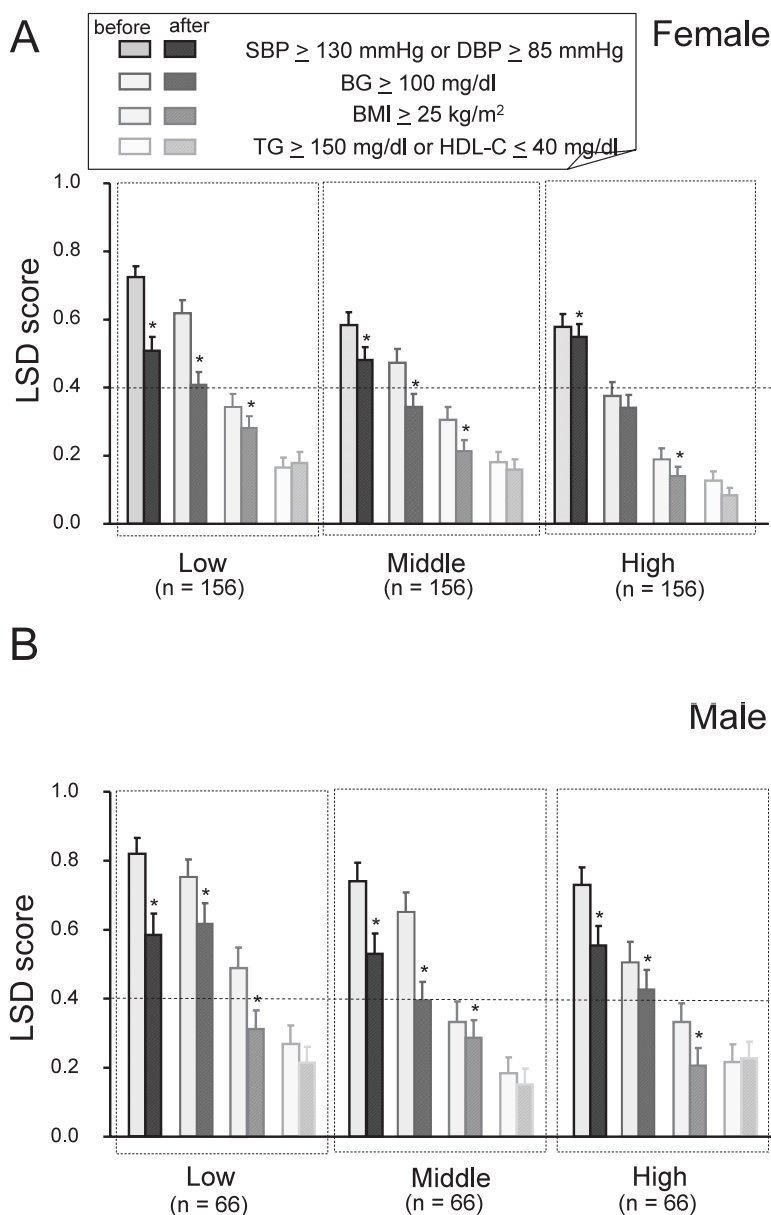 A
before after
SBP ≥ 130 mmHg or DBP ≥ 85 mmHg
Female
BG ≥ 100 mg/dl
BMI ≥ 25 kg/m²
TG ≥ 150 mg/dl or HDL-C ≤ 40 mg/dl
1.0
0.8
0.6
0.4
0.2
0.0
LSD score
* * *
* * *
* *
Low
(n = 156)
Middle
(n = 156)
High
(n = 156)
B
Male
1.0
0.8
0.6
0.4
0.2
0.0
LSD score
* * *
* * *
* * *
Low
(n = 66)
Middle
(n = 66)
High
(n = 66)